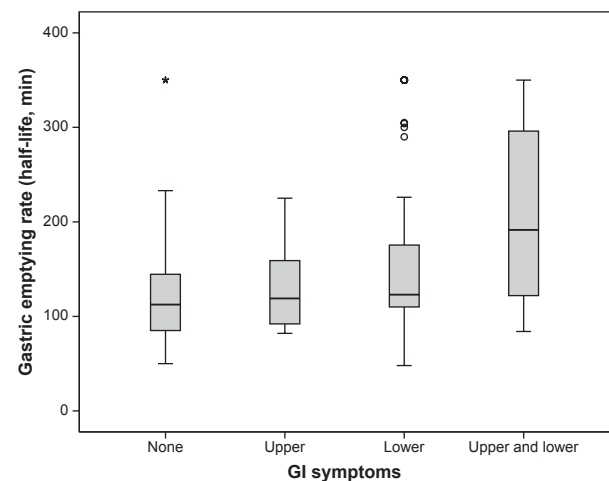 Gastric emptying rate (half-life, min)
400
300
200
100
0
None
Upper
Lower
Upper and lower
GI symptoms